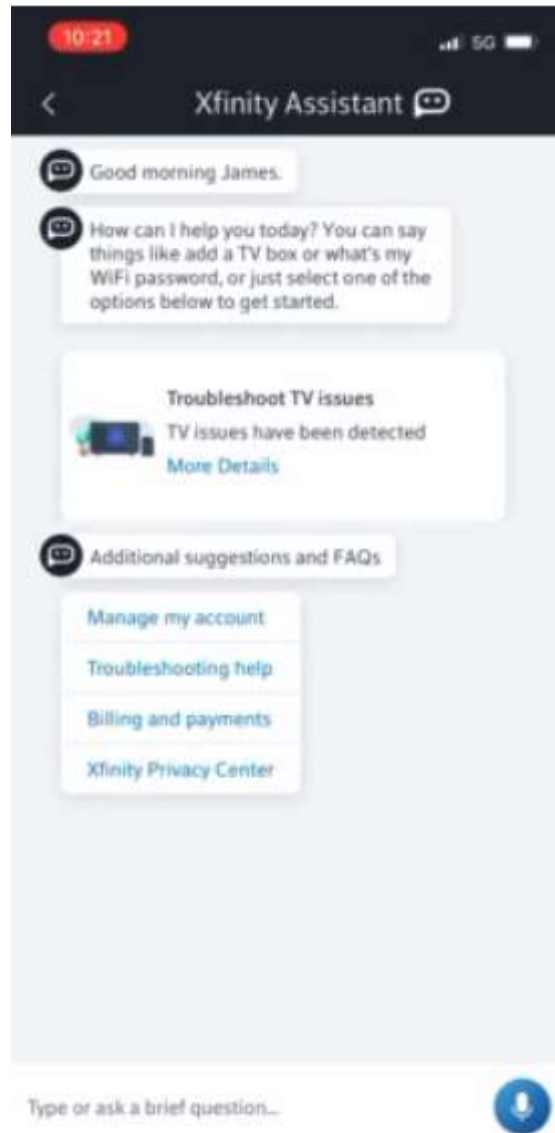 10:21
5G
Xfinity Assistant
Good morning James.
How can I help you today? You can say
things like add a TV box or what's my
WiFi password, or just select one of the
options below to get started.
Troubleshoot TV issues
TV issues have been detected
More Details
Additional suggestions and FAQs
Manage my account
Troubleshooting help
Billing and payments
Xfinity Privacy Center
Type or ask a brief question...